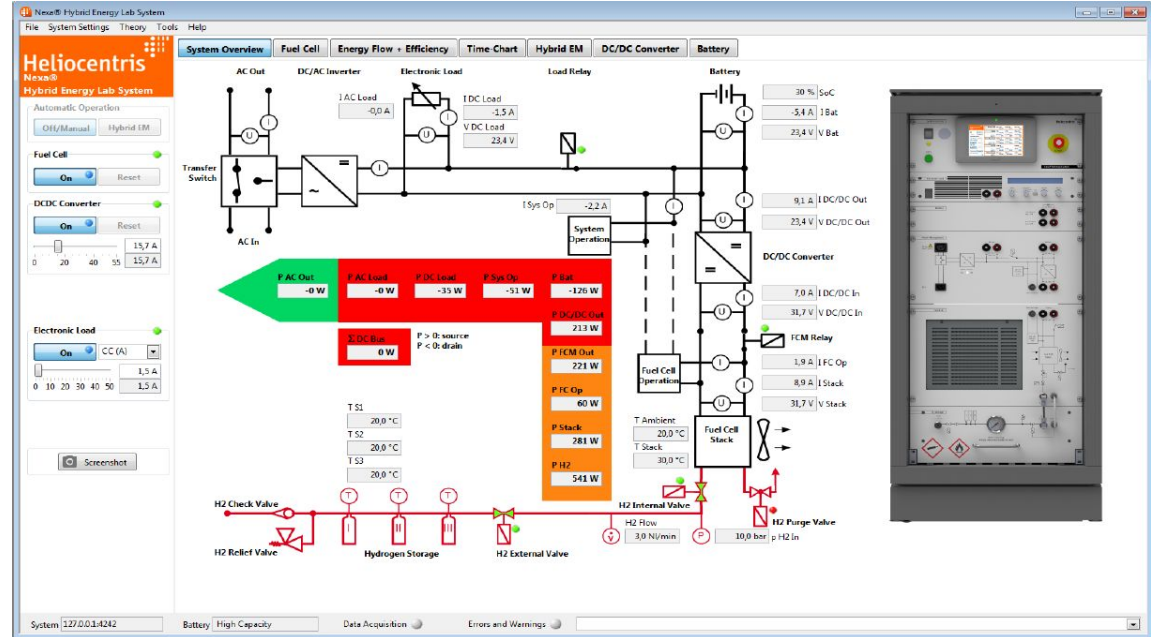 Nexa® Hybrid Energy Lab System
File System Settings Theory Tools Help
Heliocentris
Nexa®
Hybrid Energy Lab System
Automatic Operation
Off/Manual Hybrid EM
Fuel Cell
On Reset
DCDC Converter
On Reset
15,7 A
0 20 40 55 15,7 A
Electronic Load
On CC (A)
1,5 A
0 10 20 30 40 50 1,5 A
Screenshot
System Overview Fuel Cell Energy Flow + Efficiency Time-Chart Hybrid EM DC/DC Converter Battery
AC Out DC/AC Inverter Electronic Load Load Relay Battery
I AC Load
-0,0 A
I DC Load
-1,5 A
V DC Load
23,4 V
30 % SoC
-5,4 A I Bat
23,4 V V Bat
I
U
I
U
I
I
U
Transfer
Switch
=
~
AC In
I Sys Op -2,2 A
System
Operation
I
I
U
9,1 A I DC/DC Out
23,4 V V DC/DC Out
=
=
DC/DC Converter
I
U
7,0 A I DC/DC In
31,7 V V DC/DC In
FCM Relay
P AC Out P AC Load P DC Load P Sys Op P Bat
-0 W -0 W -35 W -51 W -126 W
P DC/DC Out
213 W
Σ DC Bus
0 W
P > 0: source
P < 0: drain
P FCM Out
221 W
P FC Op
60 W
P Stack
281 W
P H2
541 W
Fuel Cell
Operation
I
I
U
1,9 A I FC Op
8,9 A I Stack
31,7 V V Stack
T S1
20,0 °C
T S2
20,0 °C
T S3
20,0 °C
T Ambient
20,0 °C
T Stack
30,0 °C
Fuel Cell
Stack
H2 Check Valve
T T T
I II III
H2 Relief Valve
Hydrogen Storage
H2 External Valve
H2 Internal Valve
H2 Purge Valve
H2 Flow
V̇ 3,0 Nl/min
P 10,0 bar p H2 In
System 127.0.0.1:4242 Battery High Capacity Data Acquisition Errors and Warnings